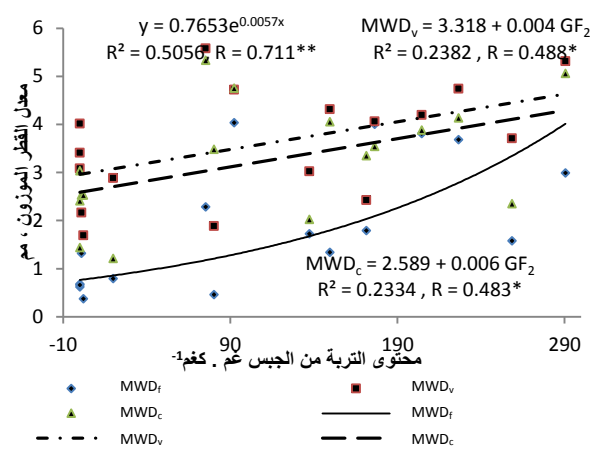 y = 0.7653e^0.0057x
R² = 0.5056, R = 0.711**
MWDv = 3.318 + 0.004 GF2
R² = 0.2382 , R = 0.488*
6
5
4
3
2
1
0
معدل القطر الموزون ، مم
MWDc = 2.589 + 0.006 GF2
R² = 0.2334 , R = 0.483*
-10
90
190
290
محتوى التربة من الجبس غم . كغم-1
MWDf
MWDv
MWDc
MWDf
MWDv
MWDc